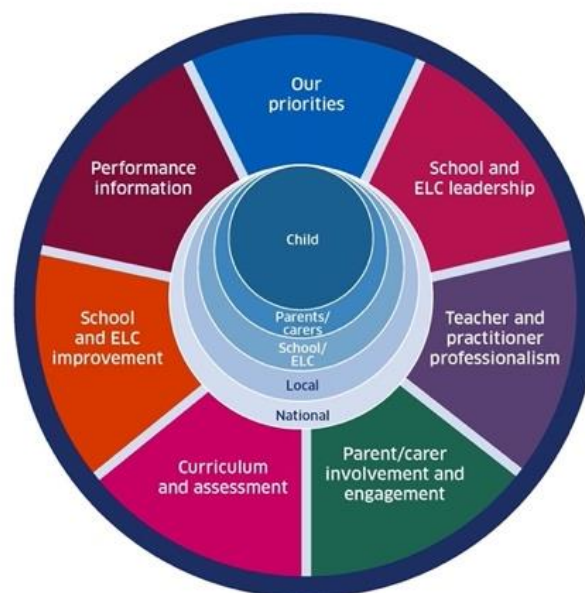 Our
priorities
School and
ELC leadership
Teacher and
practitioner
professionalism
Parent/carer
involvement and
engagement
Curriculum
and assessment
School
and ELC
improvement
Performance
information
Child
Parents/
carers
School/
ELC
Local
National